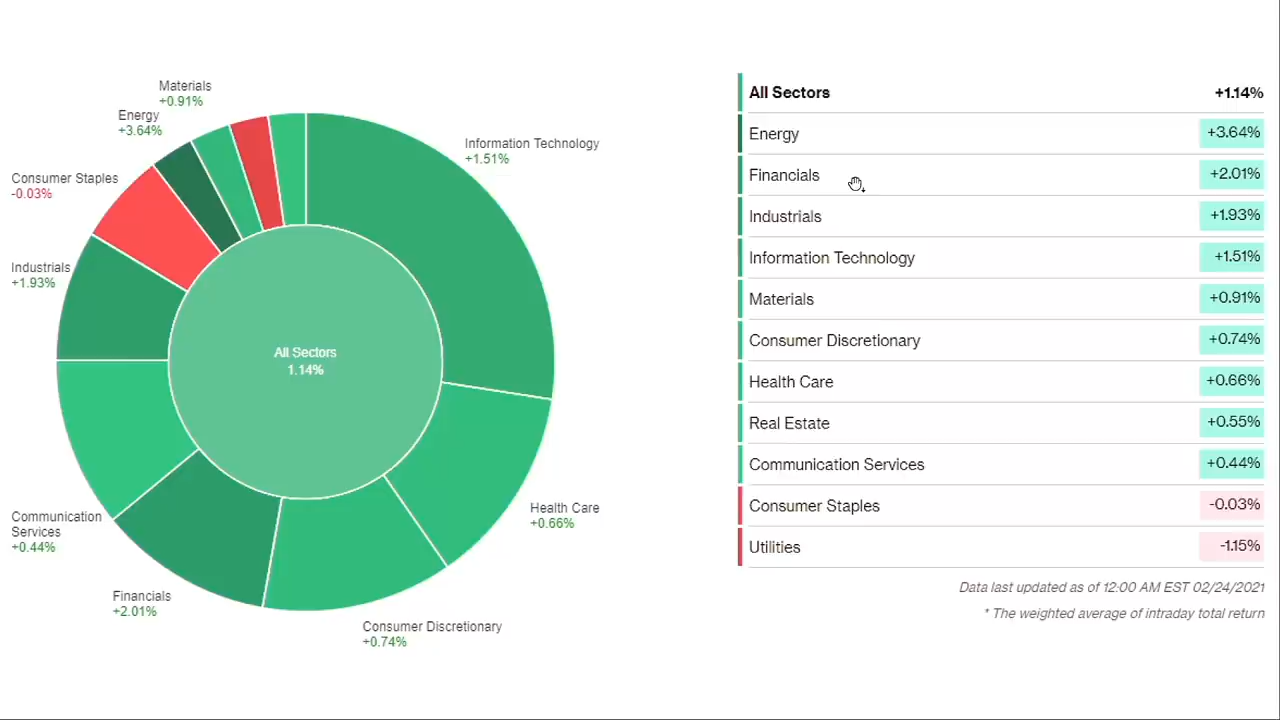 Materials
+0.91%
Energy
+3.64%
Information Technology
+1.51%
Consumer Staples
-0.03%
Industrials
+1.93%
All Sectors
1.14%
Health Care
+0.66%
Communication
Services
+0.44%
Financials
+2.01%
Consumer Discretionary
+0.74%
All Sectors +1.14%
Energy +3.64%
Financials +2.01%
Industrials +1.93%
Information Technology +1.51%
Materials +0.91%
Consumer Discretionary +0.74%
Health Care +0.66%
Real Estate +0.55%
Communication Services +0.44%
Consumer Staples -0.03%
Utilities -1.15%
Data last updated as of 12:00 AM EST 02/24/2021
* The weighted average of intraday total return